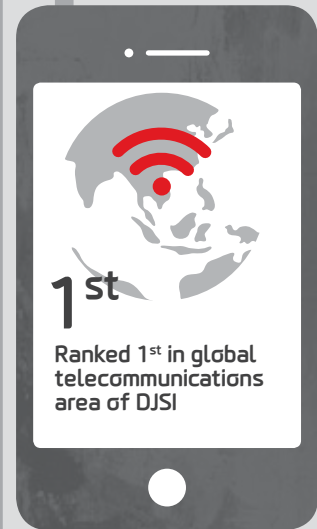 1st
Ranked 1st in global
telecommunications
area of DJSI